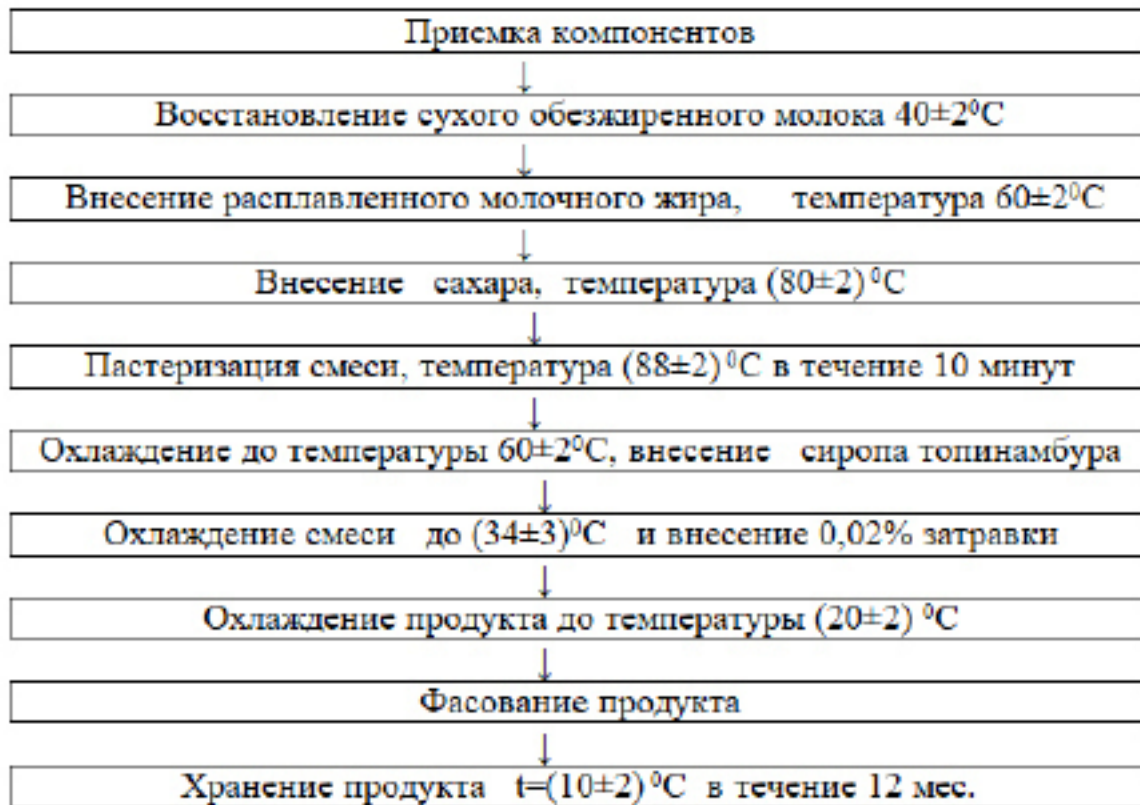 Приемка компонентов
↓
Восстановление сухого обезжиренного молока 40±2⁰С
↓
Внесение расплавленного молочного жира, температура 60±2⁰С
↓
Внесение сахара, температура (80±2) ⁰С
↓
Пастеризация смеси, температура (88±2) ⁰С в течение 10 минут
↓
Охлаждение до температуры 60±2⁰С, внесение сиропа топинамбура
↓
Охлаждение смеси до (34±3)⁰С и внесение 0,02% затравки
↓
Охлаждение продукта до температуры (20±2) ⁰С
↓
Фасование продукта
↓
Хранение продукта t=(10±2) ⁰С в течение 12 мес.